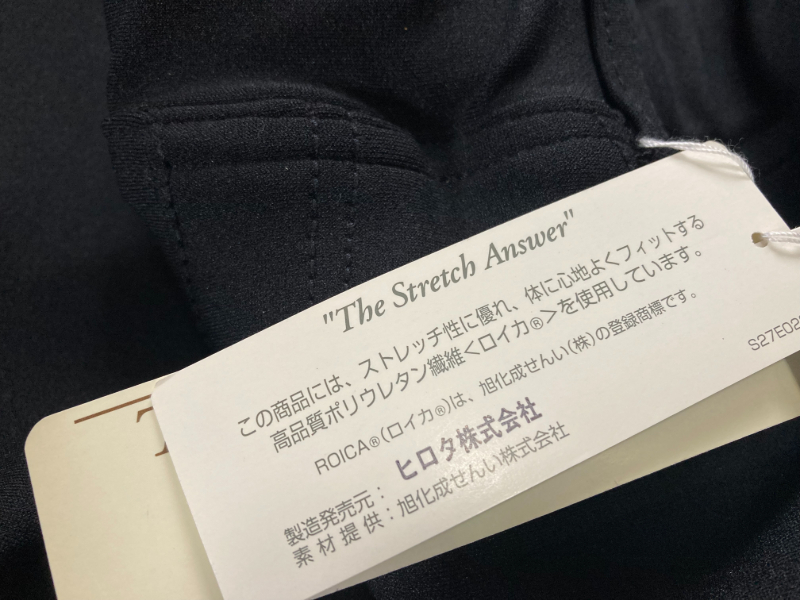 "The Stretch Answer"
この商品には、ストレッチ性に優れ、体に心地よくフィットする
高品質ポリウレタン繊維<ロイカ®>を使用しています。
ROICA®(ロイカ®)は、旭化成せんい(株)の登録商標です。
製造発売元：ヒロタ株式会社
素材提供：旭化成せんい株式会社
S27E02
T